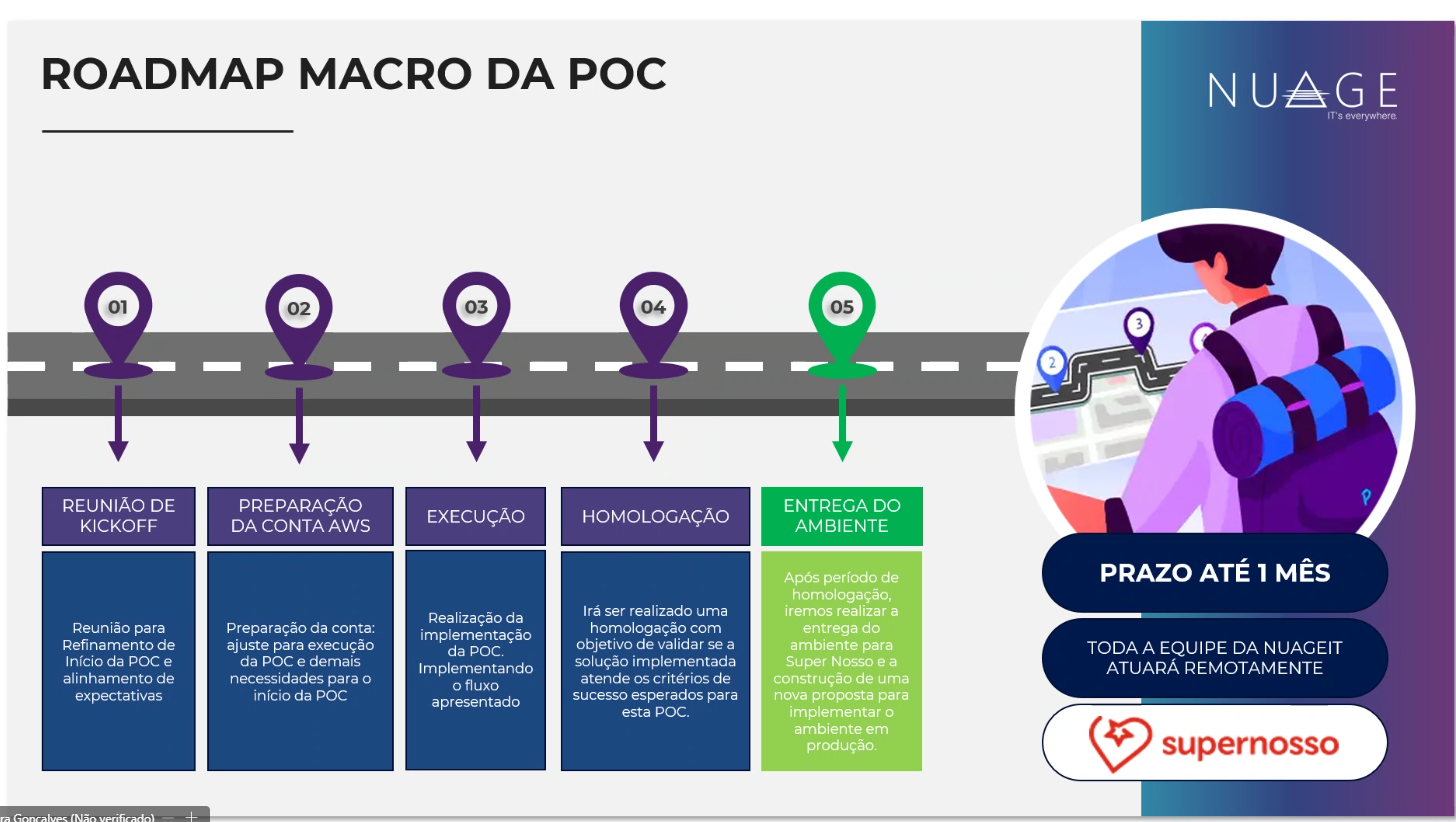 ROADMAP MACRO DA POC
NUAGE
IT's everywhere.
01
02
03
04
05
2
3
4
REUNIÃO DE
KICKOFF
Reunião para
Refinamento de
Início da POC e
alinhamento de
expectativas
PREPARAÇÃO
DA CONTA AWS
Preparação da conta:
ajuste para execução
da POC e demais
necessidades para o
início da POC
EXECUÇÃO
Realização da
implementação
da POC.
Implementando
o fluxo
apresentado
HOMOLOGAÇÃO
Irá ser realizado uma
homologação com
objetivo de validar se a
solução implementada
atende os critérios de
sucesso esperados para
esta POC.
ENTREGA DO
AMBIENTE
Após período de
homologação,
iremos realizar a
entrega do
ambiente para
Super Nosso e a
construção de uma
nova proposta para
implementar o
ambiente em
produção.
PRAZO ATÉ 1 MÊS
TODA A EQUIPE DA NUAGEIT
ATUARÁ REMOTAMENTE
supernosso
ra Gonçalves (Não verificado)